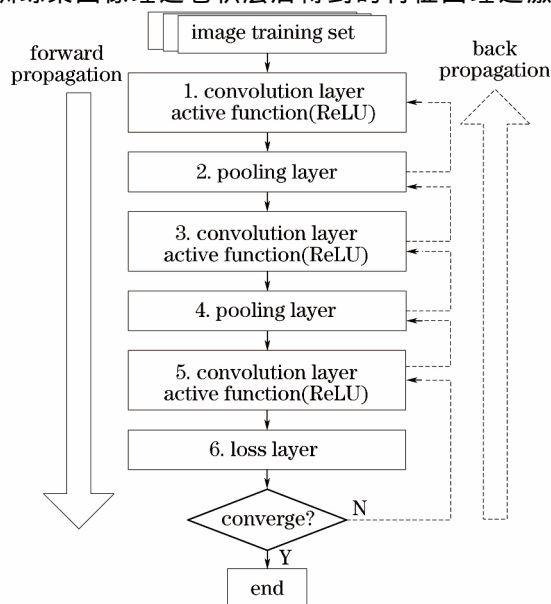 image training set
forward
propagation
back
propagation
1. convolution layer
active function(ReLU)
2. pooling layer
3. convolution layer
active function(ReLU)
4. pooling layer
5. convolution layer
active function(ReLU)
6. loss layer
converge?
N
Y
end